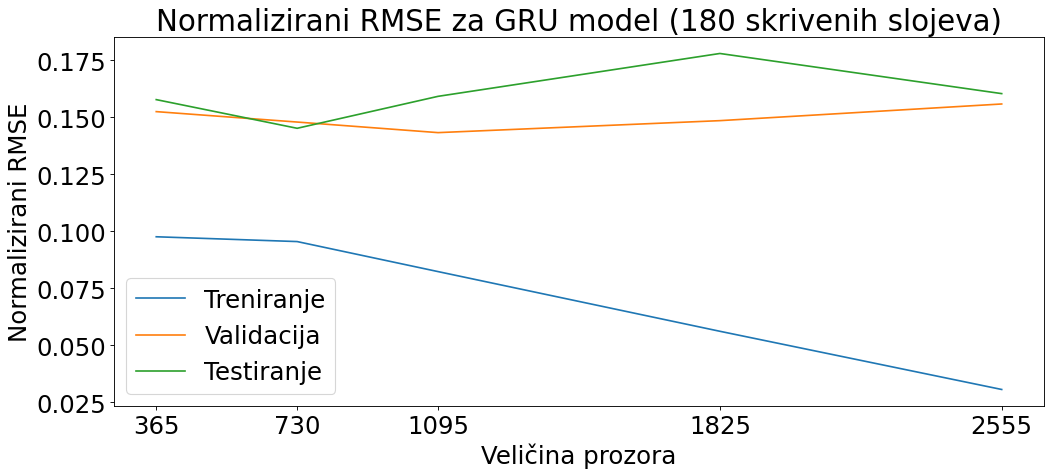 Normalizirani RMSE za GRU model (180 skrivenih slojeva)
Normalizirani RMSE
0.175
0.150
0.125
0.100
0.075
0.050
0.025
Treniranje
Validacija
Testiranje
365 730 1095 1825 2555
Veličina prozora